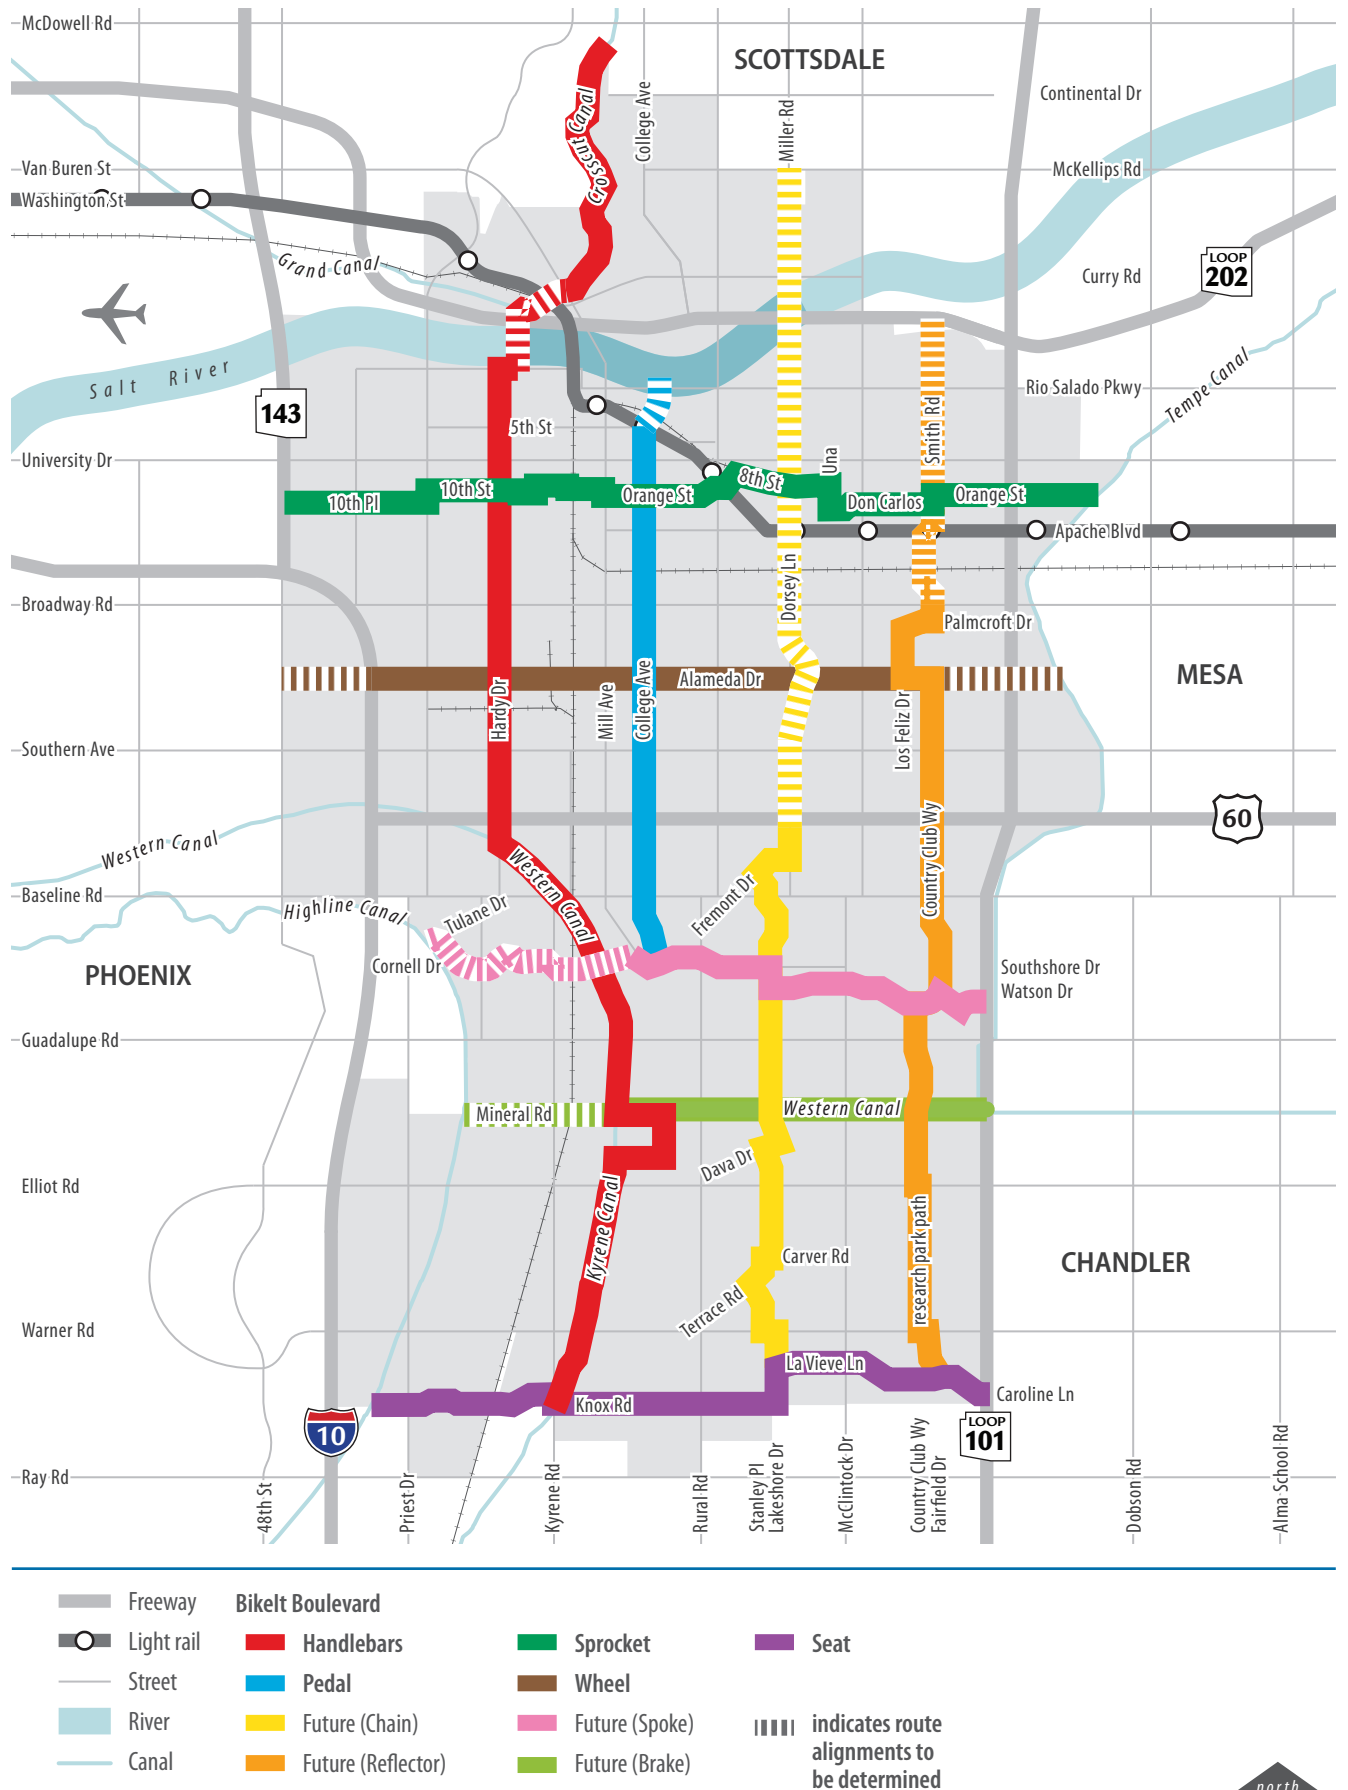 McDowell Rd
SCOTTSDALE
Continental Dr
College Ave
Miller Rd
Crosscut Canal
Van Buren St
McKellips Rd
Washington St
Grand Canal
Curry Rd
LOOP
202
Salt River
Rio Salado Pkwy
Tempe Canal
143
5th St
Smith Rd
University Dr
Una
8th St
10th St
10th Pl
Orange St
Don Carlos
Orange St
Apache Blvd
Dorsey Ln
Broadway Rd
Palmcroft Dr
MESA
Alameda Dr
Hardy Dr
Mill Ave
College Ave
Los Feliz Dr
Southern Ave
60
Western Canal
Country Club Wy
Western Canal
Baseline Rd
Highline Canal
Tulane Dr
Fremont Dr
Cornell Dr
PHOENIX
Southshore Dr
Watson Dr
Guadalupe Rd
Mineral Rd
Western Canal
Dava Dr
Elliot Rd
Kyrene Canal
research park path
Carver Rd
CHANDLER
Terrace Rd
Warner Rd
La Vieve Ln
Knox Rd
Caroline Ln
10
LOOP
101
Ray Rd
48th St
Priest Dr
Kyrene Rd
Rural Rd
Stanley Pl
Lakeshore Dr
McClintock Dr
Country Club Wy
Fairfield Dr
Dobson Rd
Alma School Rd
Freeway
BikeIt Boulevard
Light rail
Handlebars
Sprocket
Seat
Street
Pedal
Wheel
River
Future (Chain)
Future (Spoke)
indicates route
alignments to
be determined
Canal
Future (Reflector)
Future (Brake)
north